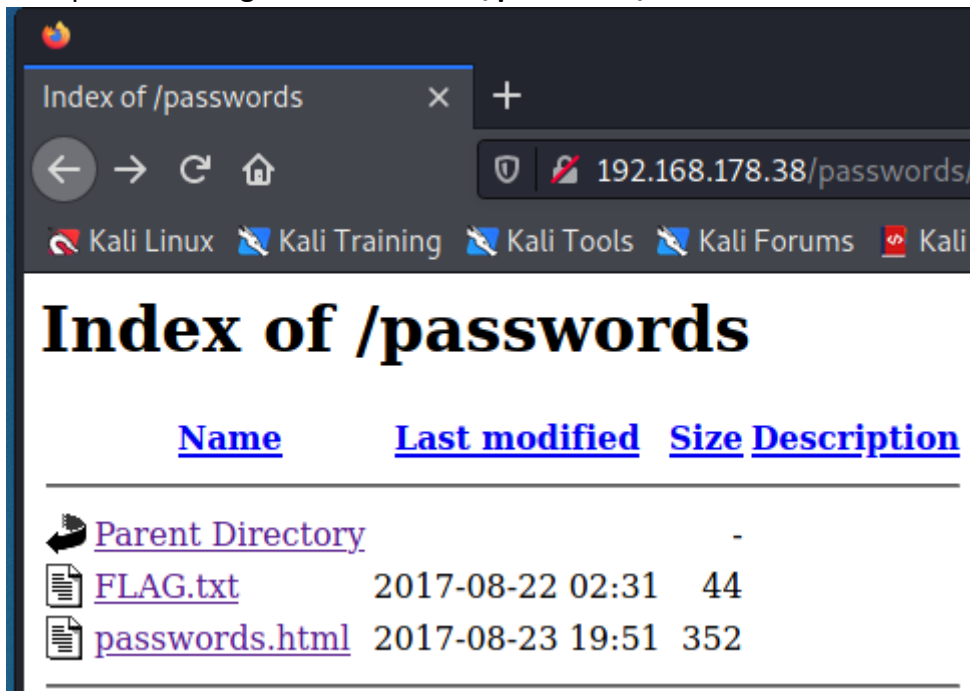 Index of /passwords
192.168.178.38/passwords/
Kali Linux Kali Training Kali Tools Kali Forums Kali
Index of /passwords
Name Last modified Size Description
Parent Directory -
FLAG.txt 2017-08-22 02:31 44
passwords.html 2017-08-23 19:51 352